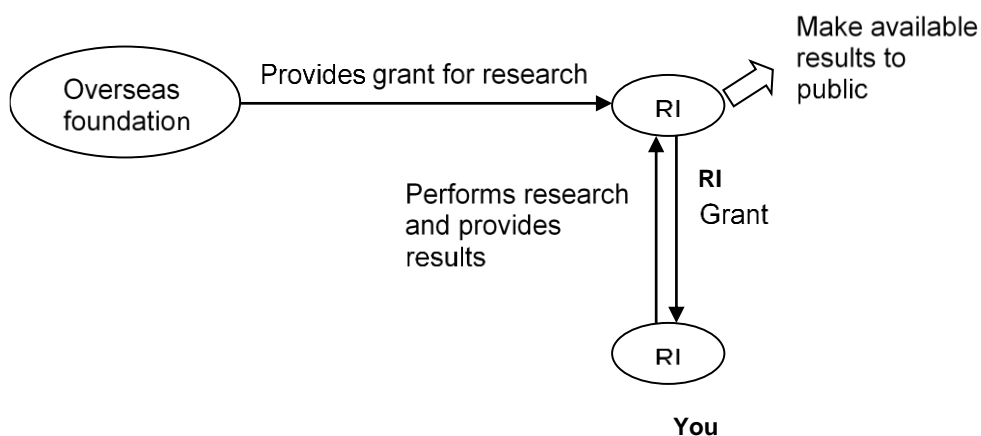 Overseas
foundation
Provides grant for research
RI
Make available
results to
public
Performs research
and provides
results
RI
Grant
RI
You